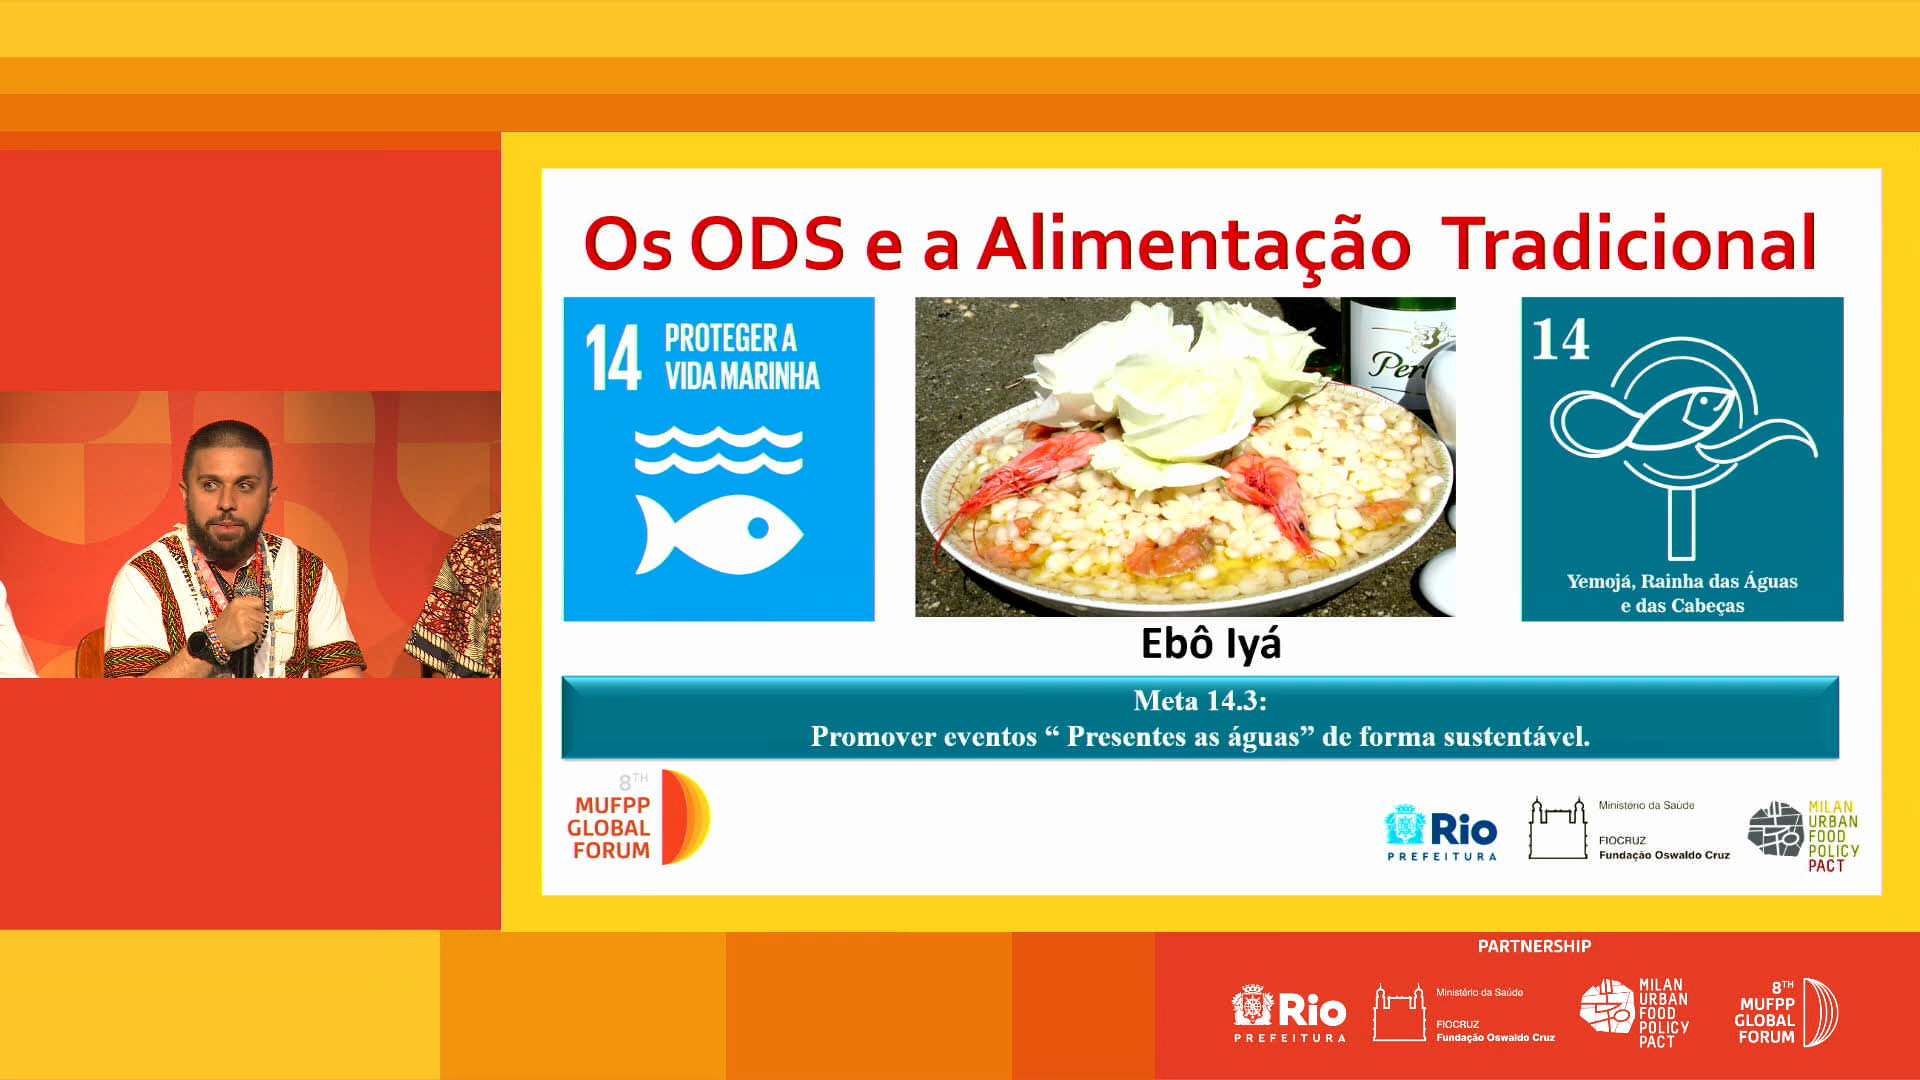 Os ODS e a Alimentação Tradicional
14 PROTEGER A
VIDA MARINHA
14
Yemojá, Rainha das Águas
e das Cabeças
Ebô Iyá
Meta 14.3:
Promover eventos “ Presentes as águas” de forma sustentável.
8TH
MUFPP
GLOBAL
FORUM
Rio
PREFEITURA
Ministério da Saúde
FIOCRUZ
Fundação Oswaldo Cruz
MILAN
URBAN
FOOD
POLICY
PACT
PARTNERSHIP
Rio
PREFEITURA
Ministério da Saúde
FIOCRUZ
Fundação Oswaldo Cruz
MILAN
URBAN
FOOD
POLICY
PACT
8TH
MUFPP
GLOBAL
FORUM